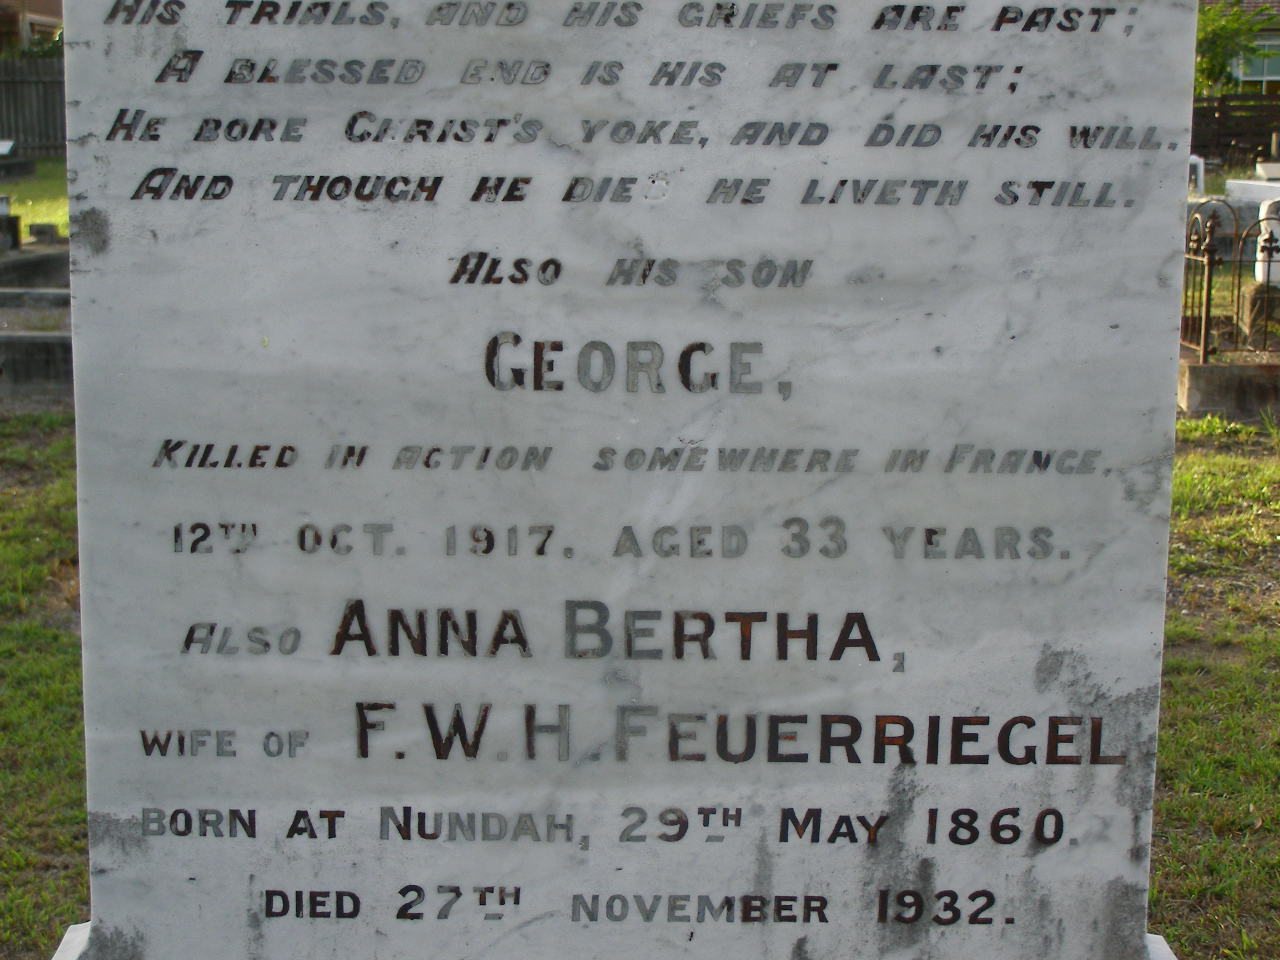 His trials, and his griefs are past;
A blessed end is his at last;
He bore Christ's yoke, and did his will.
And though he died he liveth still.
Also his son
George,
Killed in action somewhere in France,
12TH Oct. 1917. aged 33 years.
Also Anna Bertha,
wife of F. W. H. Feuerriegel
born at Nundah, 29TH May 1860.
died 27TH November 1932.